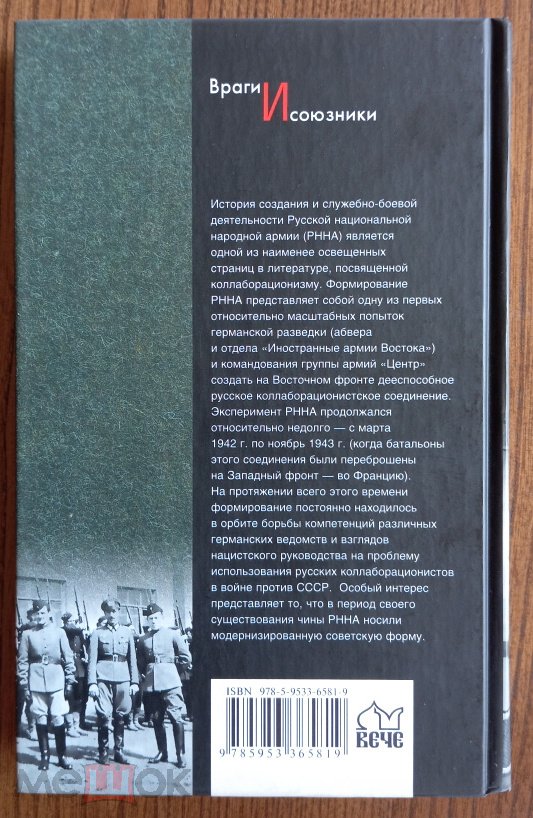 Враги
И
союзники
История создания и служебно-боевой
деятельности Русской национальной
народной армии (РННА) является
одной из наименее освещенных
страниц в литературе, посвященной
коллаборационизму. Формирование
РННА представляет собой одну из первых
относительно масштабных попыток
германской разведки (абвера
и отдела «Иностранные армии Востока»)
и командования группы армий «Центр»
создать на Восточном фронте дееспособное
русское коллаборационистское соединение.
Эксперимент РННА продолжался
относительно недолго — с марта
1942 г. по ноябрь 1943 г. (когда батальоны
этого соединения были переброшены
на Западный фронт — во Францию).
На протяжении всего этого времени
формирование постоянно находилось
в орбите борьбы компетенций различных
германских ведомств и взглядов
нацистского руководства на проблему
использования русских коллаборационистов
в войне против СССР. Особый интерес
представляет то, что в период своего
существования чины РННА носили
модернизированную советскую форму.
ISBN 978-5-9533-6581-9
9 785953 365819
ВЕЧЕ
мешок